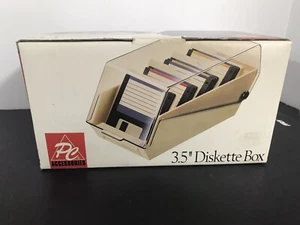 PC
ACCESSORIES
3.5" Diskette Box